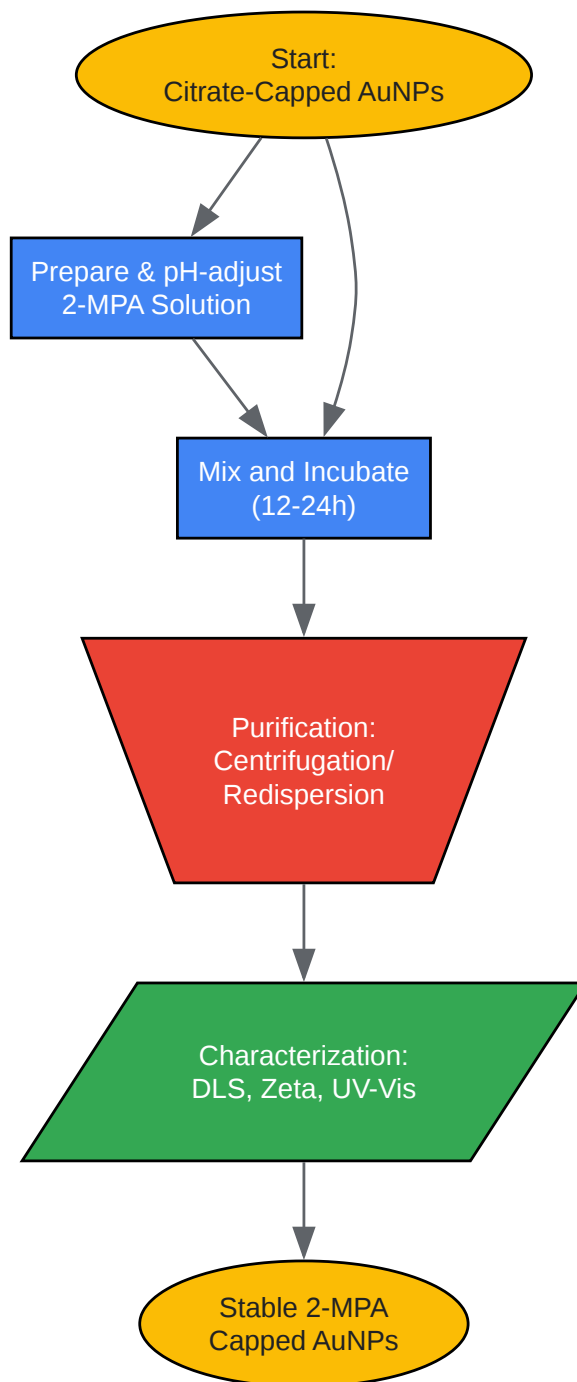 Start:
Citrate-Capped AuNPs
Prepare & pH-adjust
2-MPA Solution
Mix and Incubate
(12-24h)
Purification:
Centrifugation/
Redispersion
Characterization:
DLS, Zeta, UV-Vis
Stable 2-MPA
Capped AuNPs